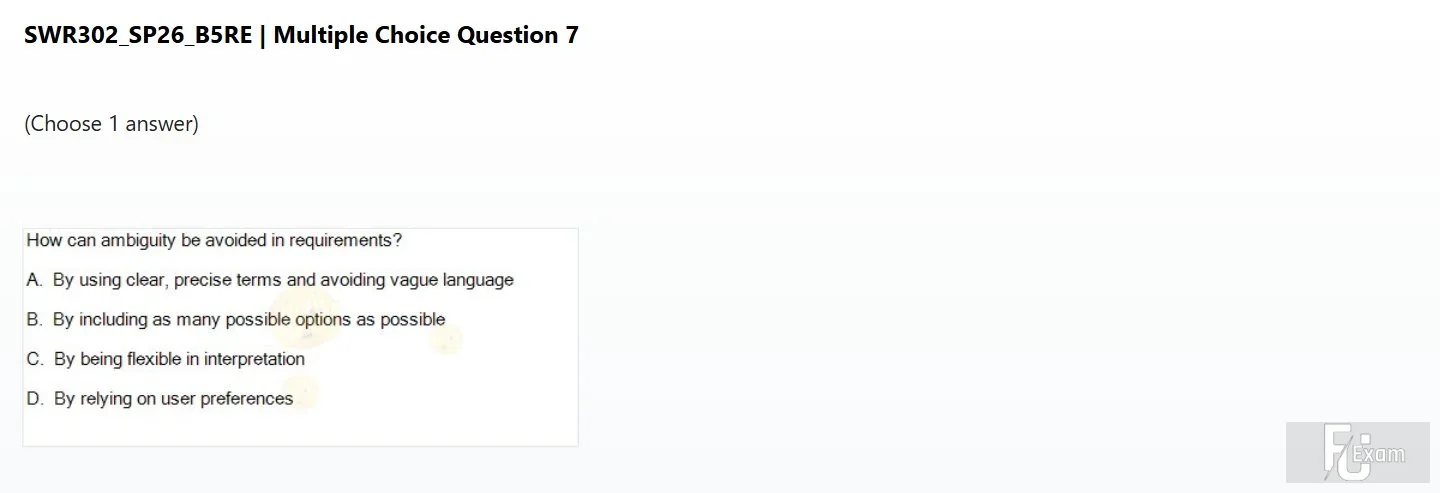 SWR302_SP26_B5RE | Multiple Choice Question 7
(Choose 1 answer)
How can ambiguity be avoided in requirements?
A. By using clear, precise terms and avoiding vague language
B. By including as many possible options as possible
C. By being flexible in interpretation
D. By relying on user preferences
FU Exam